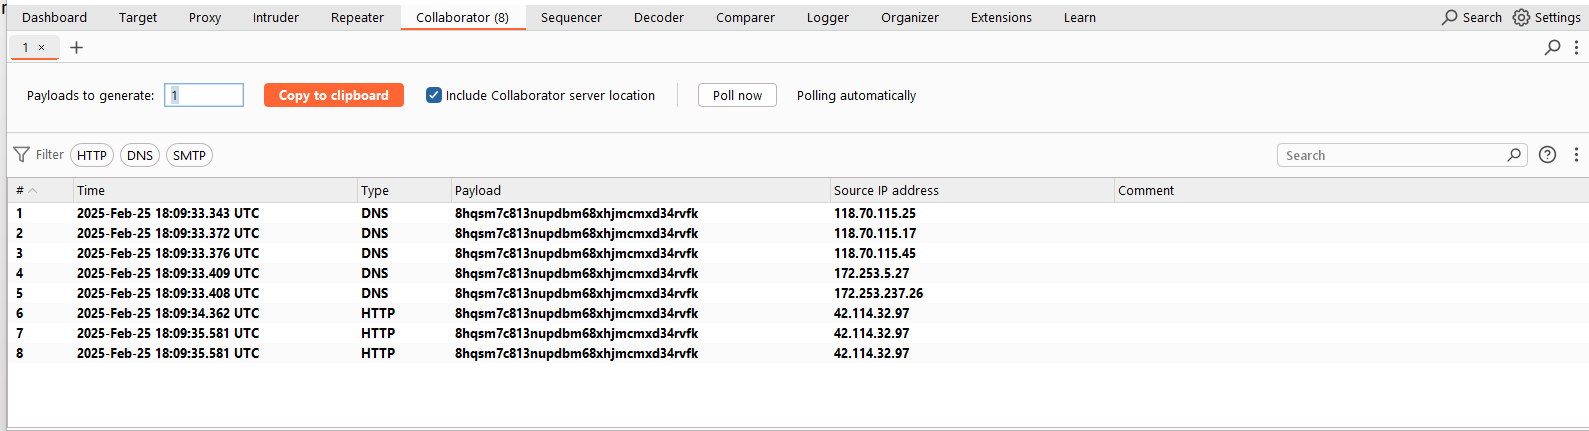 Dashboard Target Proxy Intruder Repeater Collaborator (8) Sequencer Decoder Comparer Logger Organizer Extensions Learn Search Settings
1 × +
Payloads to generate: 1 Copy to clipboard Include Collaborator server location Poll now Polling automatically
Filter HTTP DNS SMTP Search ?
# Time Type Payload Source IP address Comment
1 2025-Feb-25 18:09:33.343 UTC DNS 8hqsm7c813nupdbm68xhjmcmxd34rvfk 118.70.115.25
2 2025-Feb-25 18:09:33.372 UTC DNS 8hqsm7c813nupdbm68xhjmcmxd34rvfk 118.70.115.17
3 2025-Feb-25 18:09:33.376 UTC DNS 8hqsm7c813nupdbm68xhjmcmxd34rvfk 118.70.115.45
4 2025-Feb-25 18:09:33.409 UTC DNS 8hqsm7c813nupdbm68xhjmcmxd34rvfk 172.253.5.27
5 2025-Feb-25 18:09:33.408 UTC DNS 8hqsm7c813nupdbm68xhjmcmxd34rvfk 172.253.237.26
6 2025-Feb-25 18:09:34.362 UTC HTTP 8hqsm7c813nupdbm68xhjmcmxd34rvfk 42.114.32.97
7 2025-Feb-25 18:09:35.581 UTC HTTP 8hqsm7c813nupdbm68xhjmcmxd34rvfk 42.114.32.97
8 2025-Feb-25 18:09:35.581 UTC HTTP 8hqsm7c813nupdbm68xhjmcmxd34rvfk 42.114.32.97